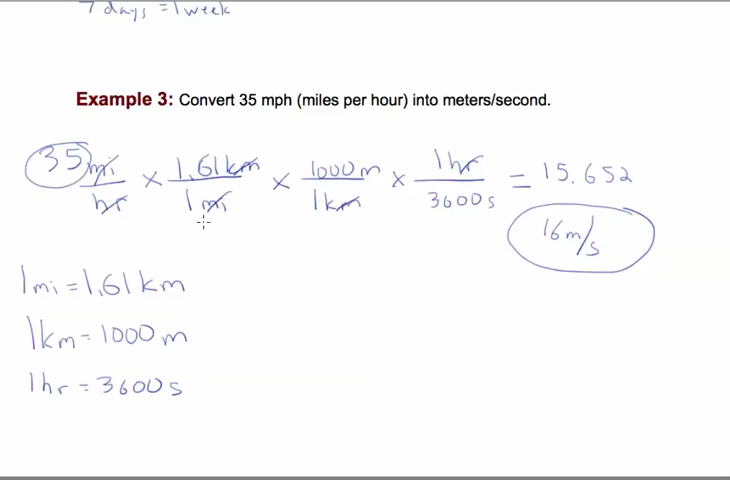 7 days = 1 week
Example 3: Convert 35 mph (miles per hour) into meters/second.
35 mi/hr × 1.61 km/1 mi × 1000 m/1 km × 1 hr/3600 s = 15.652
16 m/s
1 mi = 1.61 km
1 km = 1000 m
1 hr = 3600 s